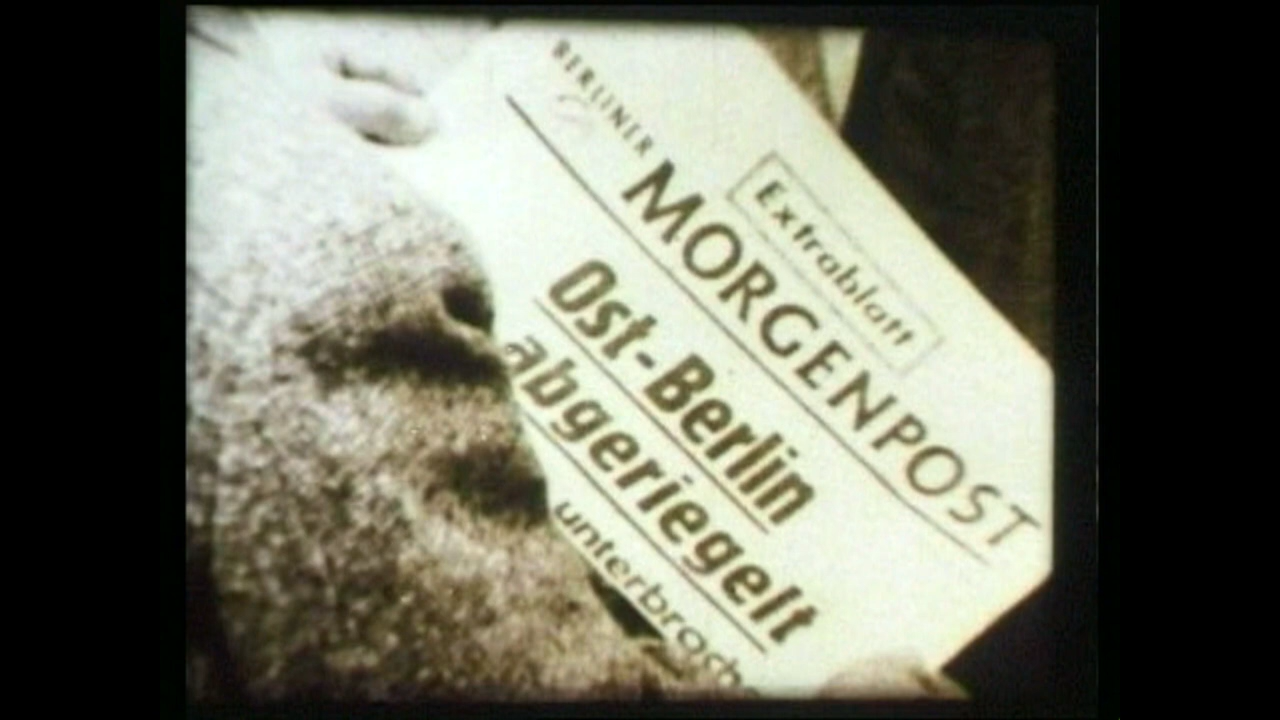 BERLINER
Extrablatt
MORGENPOST
Ost-Berlin
abgeriegelt